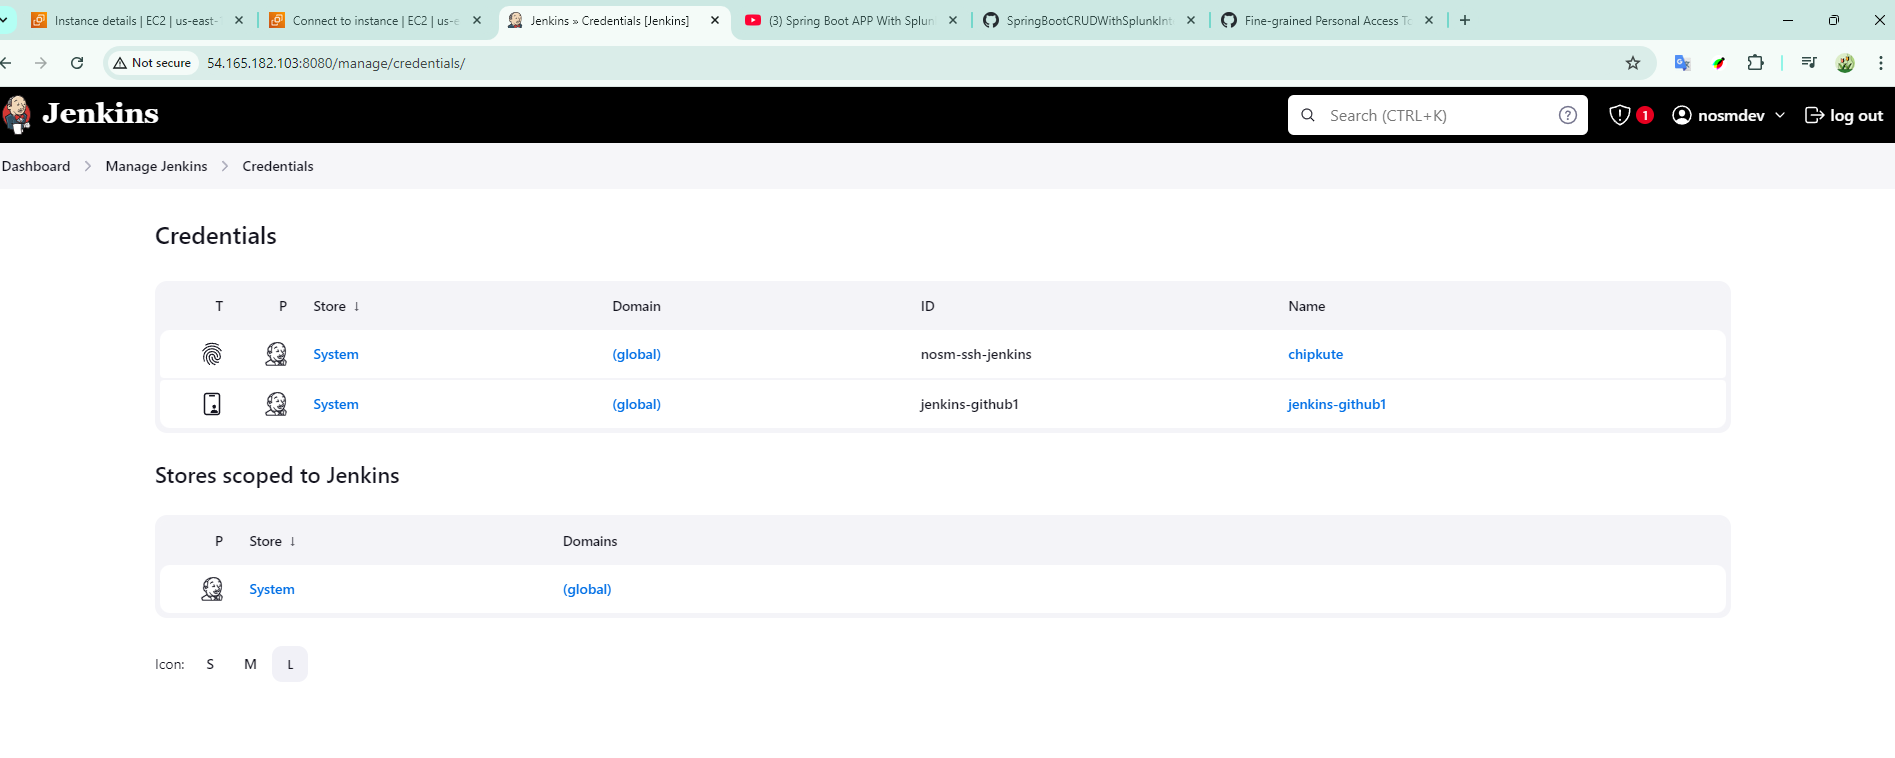 Instance details | EC2 | us-east-
Connect to instance | EC2 | us-e
Jenkins » Credentials [Jenkins]
(3) Spring Boot APP With Splun
SpringBootCRUDWithSplunkInt
Fine-grained Personal Access To
Not secure
54.165.182.103:8080/manage/credentials/
Jenkins
Search (CTRL+K)
1
nosmdev
log out
Dashboard
Manage Jenkins
Credentials
Credentials
T P Store ↓ Domain ID Name
System (global) nosm-ssh-jenkins chipkute
System (global) jenkins-github1 jenkins-github1
Stores scoped to Jenkins
P Store ↓ Domains
System (global)
Icon: S M L